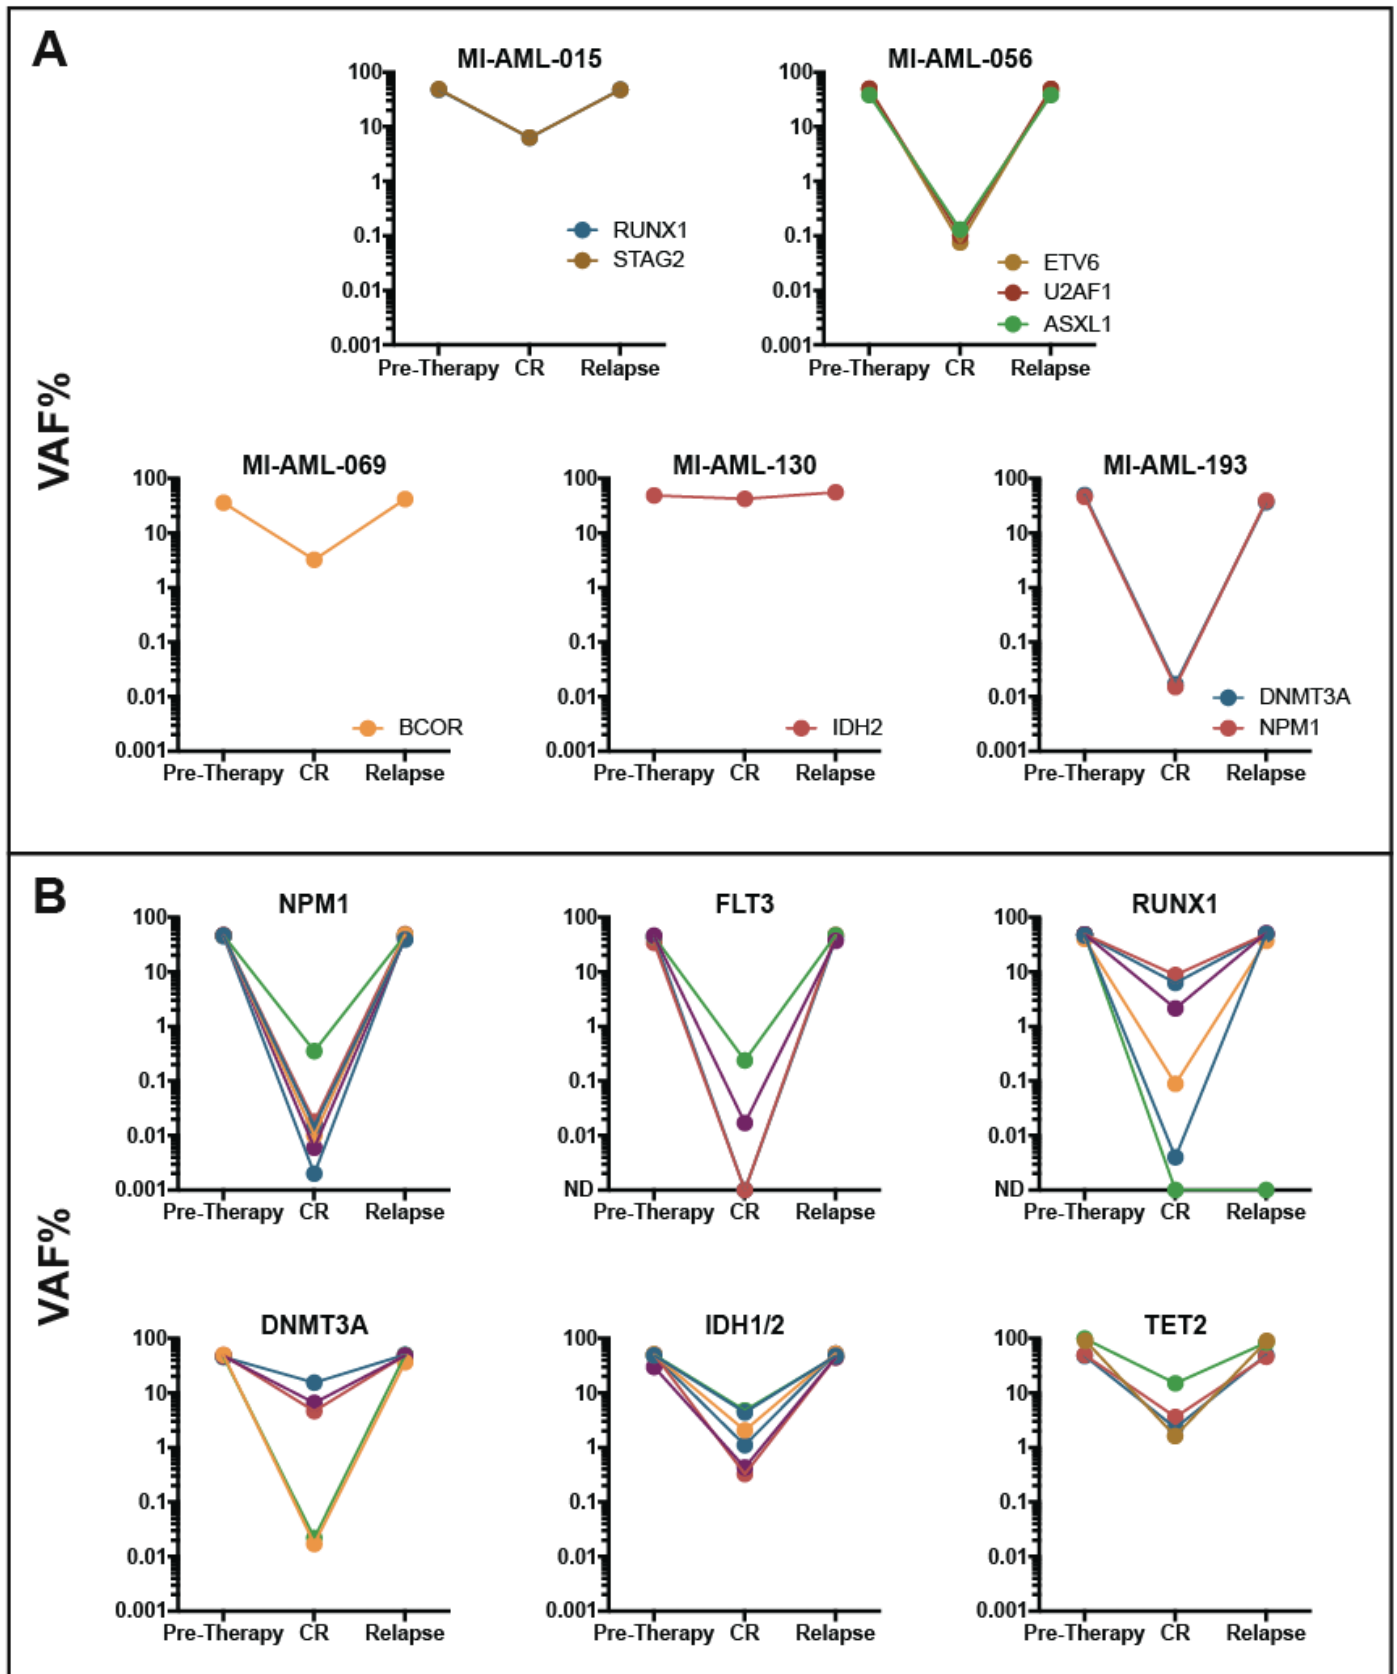 A
MI-AML-015
MI-AML-056
100
10
1
0.1
0.01
0.001
RUNX1
STAG2
Pre-Therapy CR Relapse
100
10
1
0.1
0.01
0.001
ETV6
U2AF1
ASXL1
Pre-Therapy CR Relapse
VAF%
MI-AML-069
MI-AML-130
MI-AML-193
100
10
1
0.1
0.01
0.001
BCOR
Pre-Therapy CR Relapse
100
10
1
0.1
0.01
0.001
IDH2
Pre-Therapy CR Relapse
100
10
1
0.1
0.01
0.001
DNMT3A
NPM1
Pre-Therapy CR Relapse
B
NPM1
FLT3
RUNX1
100
10
1
0.1
0.01
0.001
Pre-Therapy CR Relapse
100
10
1
0.1
0.01
ND
Pre-Therapy CR Relapse
100
10
1
0.1
0.01
ND
Pre-Therapy CR Relapse
VAF%
DNMT3A
IDH1/2
TET2
100
10
1
0.1
0.01
0.001
Pre-Therapy CR Relapse
100
10
1
0.1
0.01
0.001
Pre-Therapy CR Relapse
100
10
1
0.1
0.01
0.001
Pre-Therapy CR Relapse